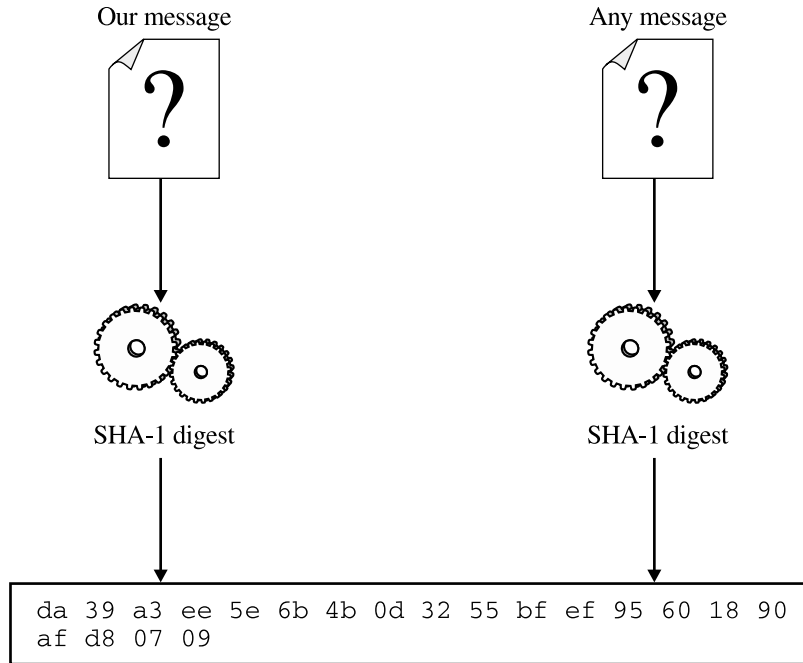 Our message
Any message
?
?
SHA-1 digest
SHA-1 digest
da 39 a3 ee 5e 6b 4b 0d 32 55 bf ef 95 60 18 90
af d8 07 09